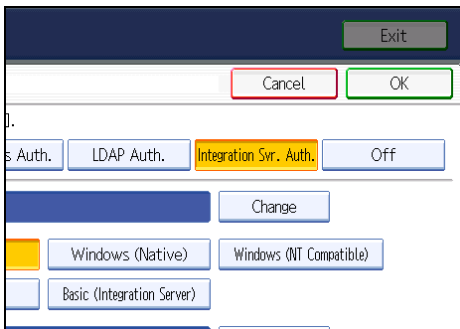 Exit
Cancel OK
].
s Auth. LDAP Auth. Integration Svr. Auth. Off
Change
Windows (Native) Windows (NT Compatible)
Basic (Integration Server)